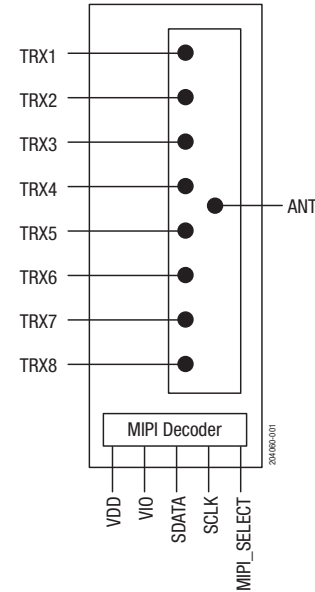 TRX1
TRX2
TRX3
TRX4
ANT
TRX5
TRX6
TRX7
TRX8
MIPI Decoder
204060-001
VDD
VIO
SDATA
SCLK
MIPI_SELECT